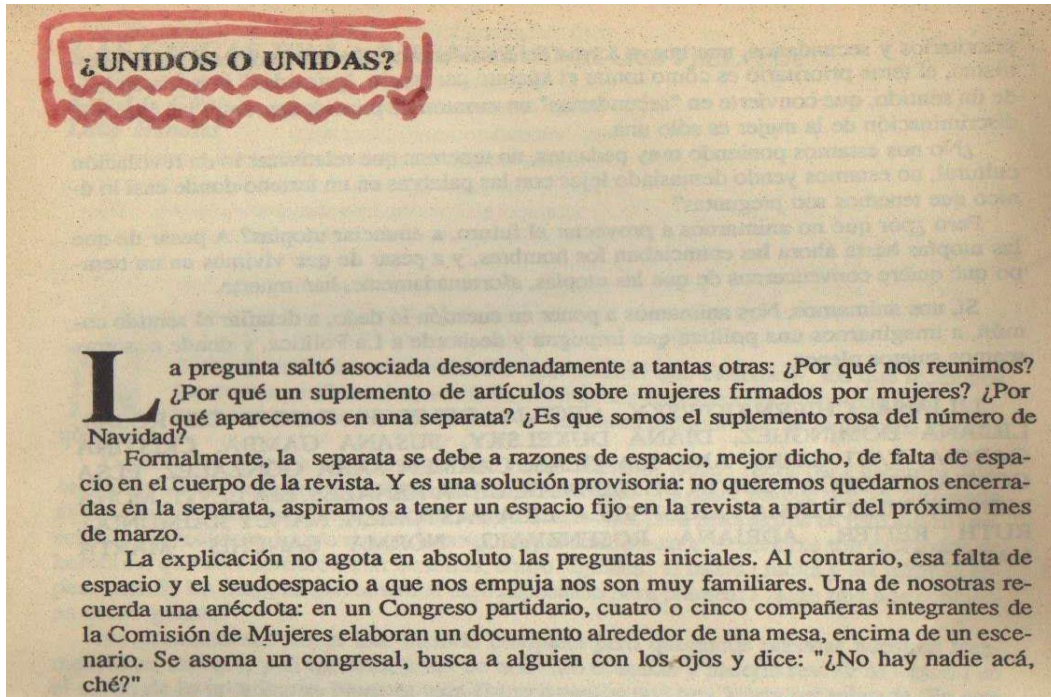 ¿UNIDOS O UNIDAS?
La pregunta saltó asociada desordenadamente a tantas otras: ¿Por qué nos reunimos?
¿Por qué un suplemento de artículos sobre mujeres firmados por mujeres? ¿Por
qué aparecemos en una separata? ¿Es que somos el suplemento rosa del número de
Navidad?
Formalmente, la separata se debe a razones de espacio, mejor dicho, de falta de espa-
cio en el cuerpo de la revista. Y es una solución provisoria: no queremos quedarnos encerra-
das en la separata, aspiramos a tener un espacio fijo en la revista a partir del próximo mes
de marzo.
La explicación no agota en absoluto las preguntas iniciales. Al contrario, esa falta de
espacio y el seudoespacio a que nos empuja nos son muy familiares. Una de nosotras re-
cuerda una anécdota: en un Congreso partidario, cuatro o cinco compañeras integrantes de
la Comisión de Mujeres elaboran un documento alrededor de una mesa, encima de un esce-
nario. Se asoma un congresal, busca a alguien con los ojos y dice: "¿No hay nadie acá,
ché?"